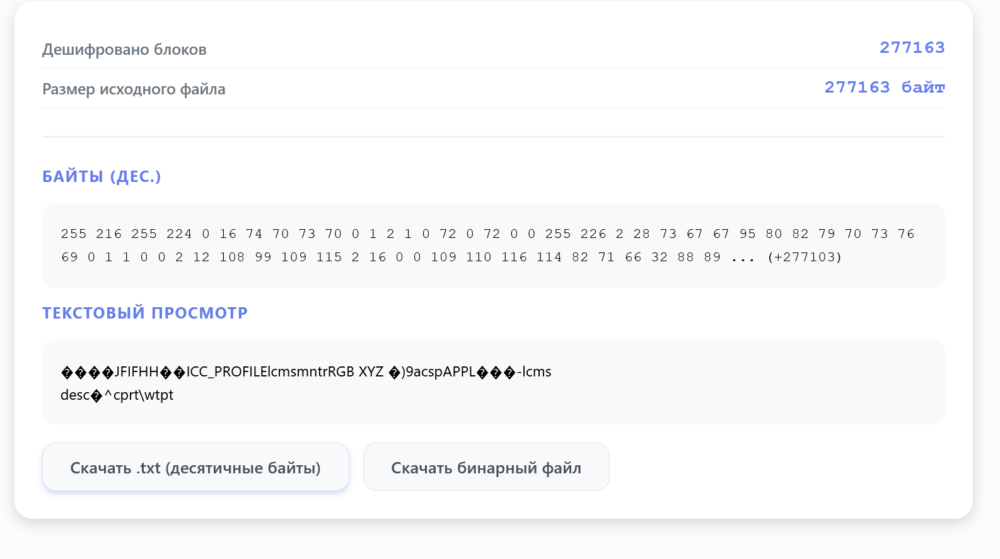 Дешифровано блоков 277163
Размер исходного файла 277163 байт
БАЙТЫ (ДЕС.)
255 216 255 224 0 16 74 70 73 70 0 1 2 1 0 72 0 72 0 0 255 226 2 28 73 67 67 95 80 82 79 70 73 76
69 0 1 1 0 0 2 12 108 99 109 115 2 16 0 0 109 110 116 114 82 71 66 32 88 89 ... (+277103)
ТЕКСТОВЫЙ ПРОСМОТР
����JFIFHH��ICC_PROFILElcmsmntrRGB XYZ �)9acspAPPL���-lcms
desc�^cprt\wtpt
Скачать .txt (десятичные байты) Скачать бинарный файл